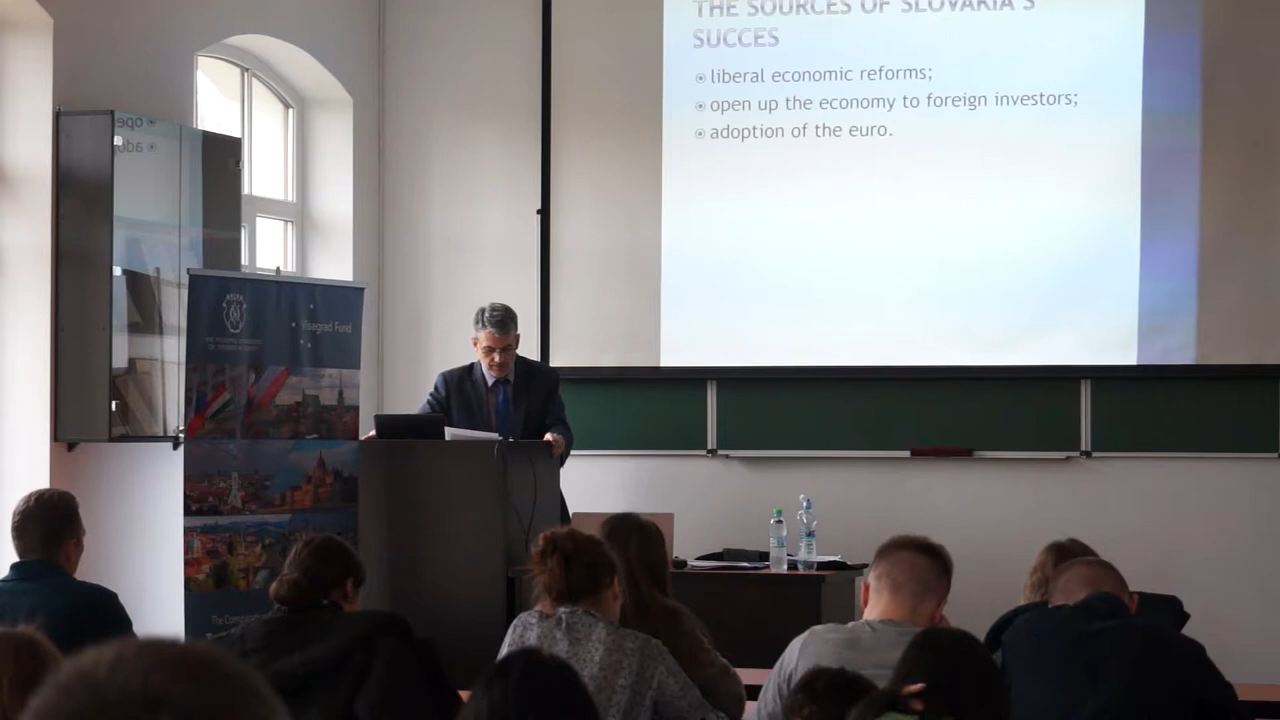 THE SOURCES OF SLOVAKIA'S
SUCCES
liberal economic reforms;
open up the economy to foreign investors;
adoption of the euro.
Visegrad Fund